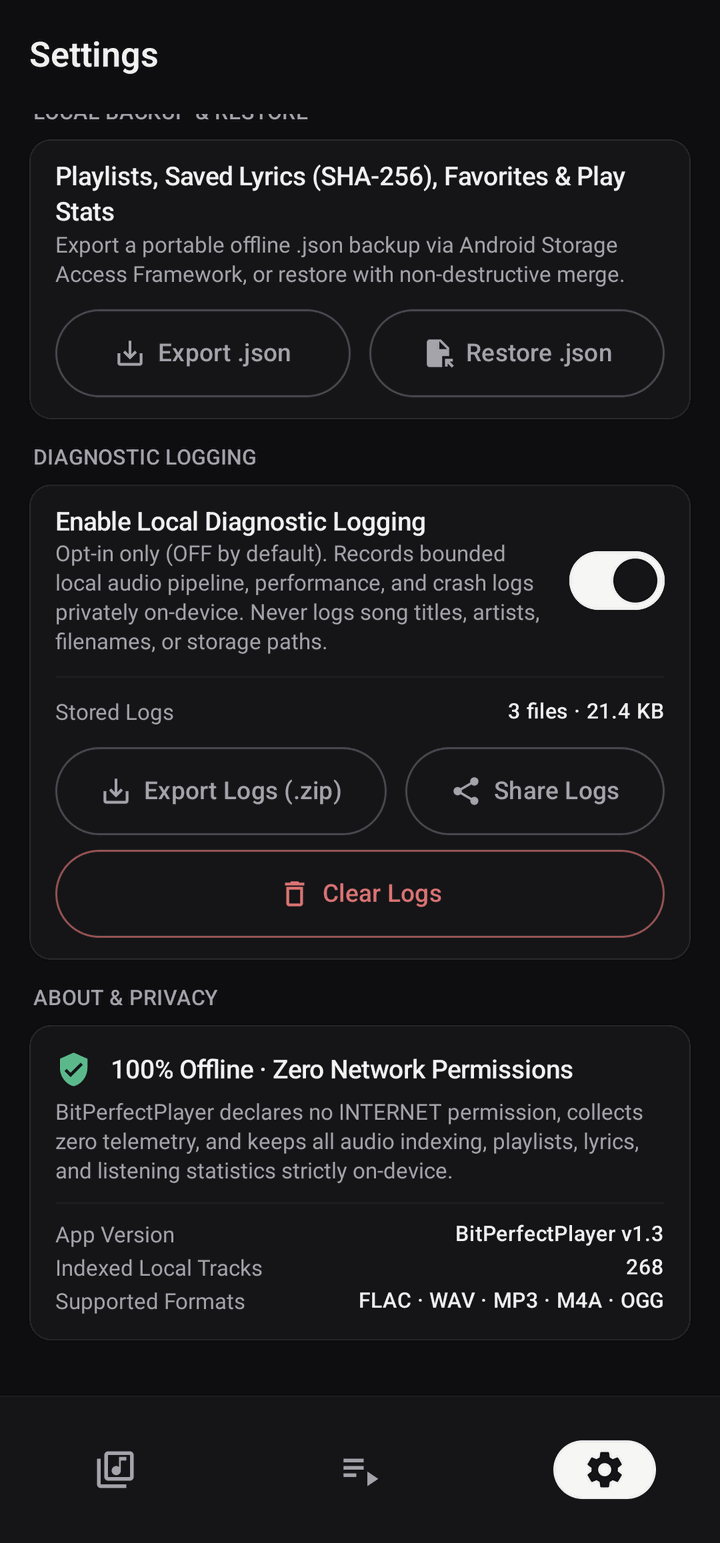 Settings
LOCAL BACKUP & RESTORE
Playlists, Saved Lyrics (SHA-256), Favorites & Play
Stats
Export a portable offline .json backup via Android Storage
Access Framework, or restore with non-destructive merge.
Export .json
Restore .json
DIAGNOSTIC LOGGING
Enable Local Diagnostic Logging
Opt-in only (OFF by default). Records bounded
local audio pipeline, performance, and crash logs
privately on-device. Never logs song titles, artists,
filenames, or storage paths.
Stored Logs
3 files · 21.4 KB
Export Logs (.zip)
Share Logs
Clear Logs
ABOUT & PRIVACY
100% Offline · Zero Network Permissions
BitPerfectPlayer declares no INTERNET permission, collects
zero telemetry, and keeps all audio indexing, playlists, lyrics,
and listening statistics strictly on-device.
App Version
BitPerfectPlayer v1.3
Indexed Local Tracks
268
Supported Formats
FLAC · WAV · MP3 · M4A · OGG